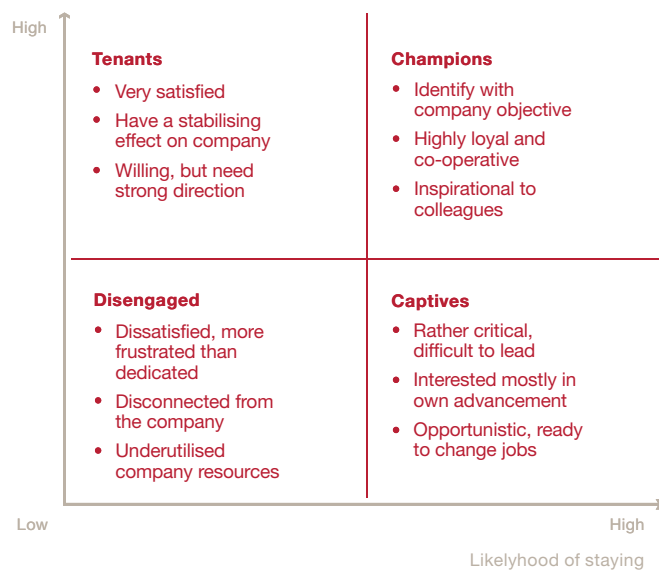 High
Tenants
• Very satisfied
• Have a stabilising
effect on company
• Willing, but need
strong direction
Champions
• Identify with
company objective
• Highly loyal and
co-operative
• Inspirational to
colleagues
Disengaged
• Dissatisfied, more
frustrated than
dedicated
• Disconnected from
the company
• Underutilised
company resources
Captives
• Rather critical,
difficult to lead
• Interested mostly in
own advancement
• Opportunistic, ready
to change jobs
Low
High
Likelyhood of staying